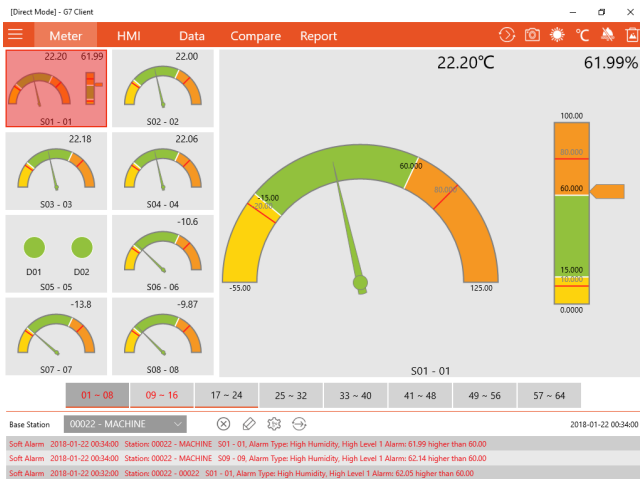 [Direct Mode] - G7 Client
Meter HMI Data Compare Report
℃
22.20 61.99
S01 - 01
22.00
S02 - 02
22.18
S03 - 03
22.06
S04 - 04
D01 D02
S05 - 05
-10.6
S06 - 06
-13.8
S07 - 07
-9.87
S08 - 08
22.20℃ 61.99%
-55.00
-20.00
-15.00
60.000
80.000
125.00
100.00
80.000
60.000
15.000
10.000
0.0000
S01 - 01
01 ~ 08 09 ~ 16 17 ~ 24 25 ~ 32 33 ~ 40 41 ~ 48 49 ~ 56 57 ~ 64
Base Station 00022 - MACHINE 2018-01-22 00:34:00
Soft Alarm 2018-01-22 00:34:00 Station: 00022 - MACHINE S01 - 01, Alarm Type: High Humidity, High Level 1 Alarm: 61.99 higher than 60.00
Soft Alarm 2018-01-22 00:34:00 Station: 00022 - MACHINE S09 - 09, Alarm Type: High Humidity, High Level 1 Alarm: 62.14 higher than 60.00
Soft Alarm 2018-01-22 00:32:00 Station: 00022 - 00022 S01 - 01, Alarm Type: High Humidity, High Level 1 Alarm: 62.05 higher than 60.00